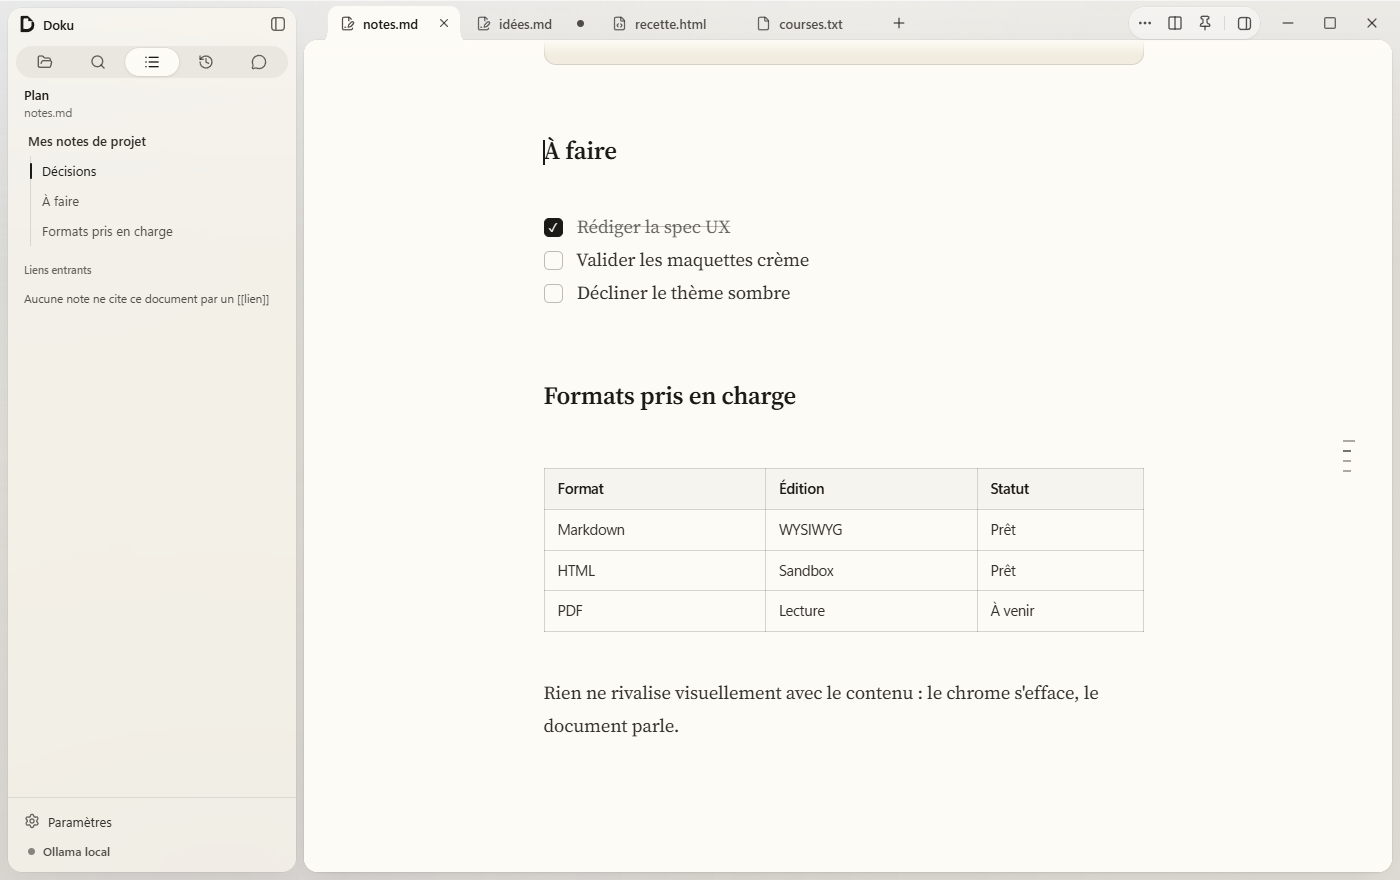 Doku
notes.md
idées.md
recette.html
courses.txt
Plan
notes.md
Mes notes de projet
Décisions
À faire
Formats pris en charge
Liens entrants
Aucune note ne cite ce document par un [[lien]]
Paramètres
Ollama local
À faire
Rédiger la spec UX
Valider les maquettes crème
Décliner le thème sombre
Formats pris en charge
Format Édition Statut
Markdown WYSIWYG Prêt
HTML Sandbox Prêt
PDF Lecture À venir
Rien ne rivalise visuellement avec le contenu : le chrome s'efface, le
document parle.